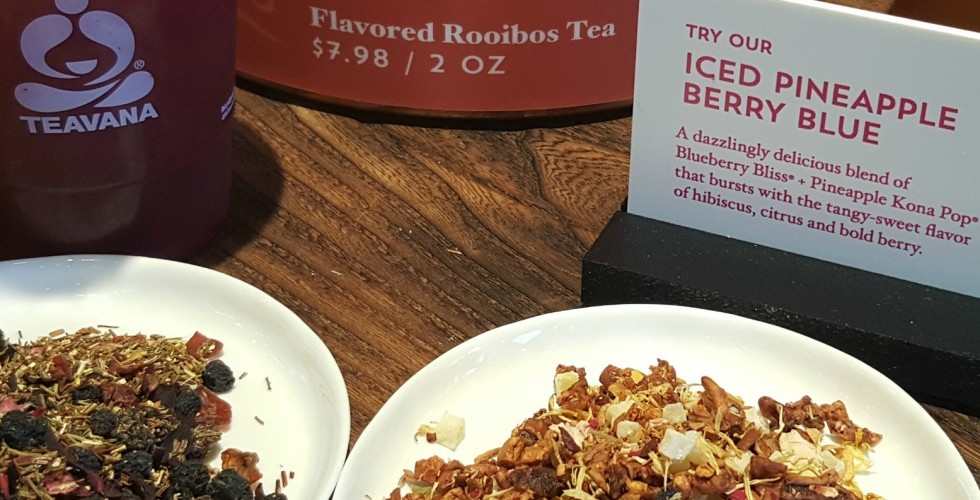 TEAVANA®
Flavored Rooibos Tea
$7.98 / 2 OZ
TRY OUR
ICED PINEAPPLE
BERRY BLUE
A dazzlingly delicious blend of
Blueberry Bliss® + Pineapple Kona Pop®
that bursts with the tangy-sweet flavor
of hibiscus, citrus and bold berry.